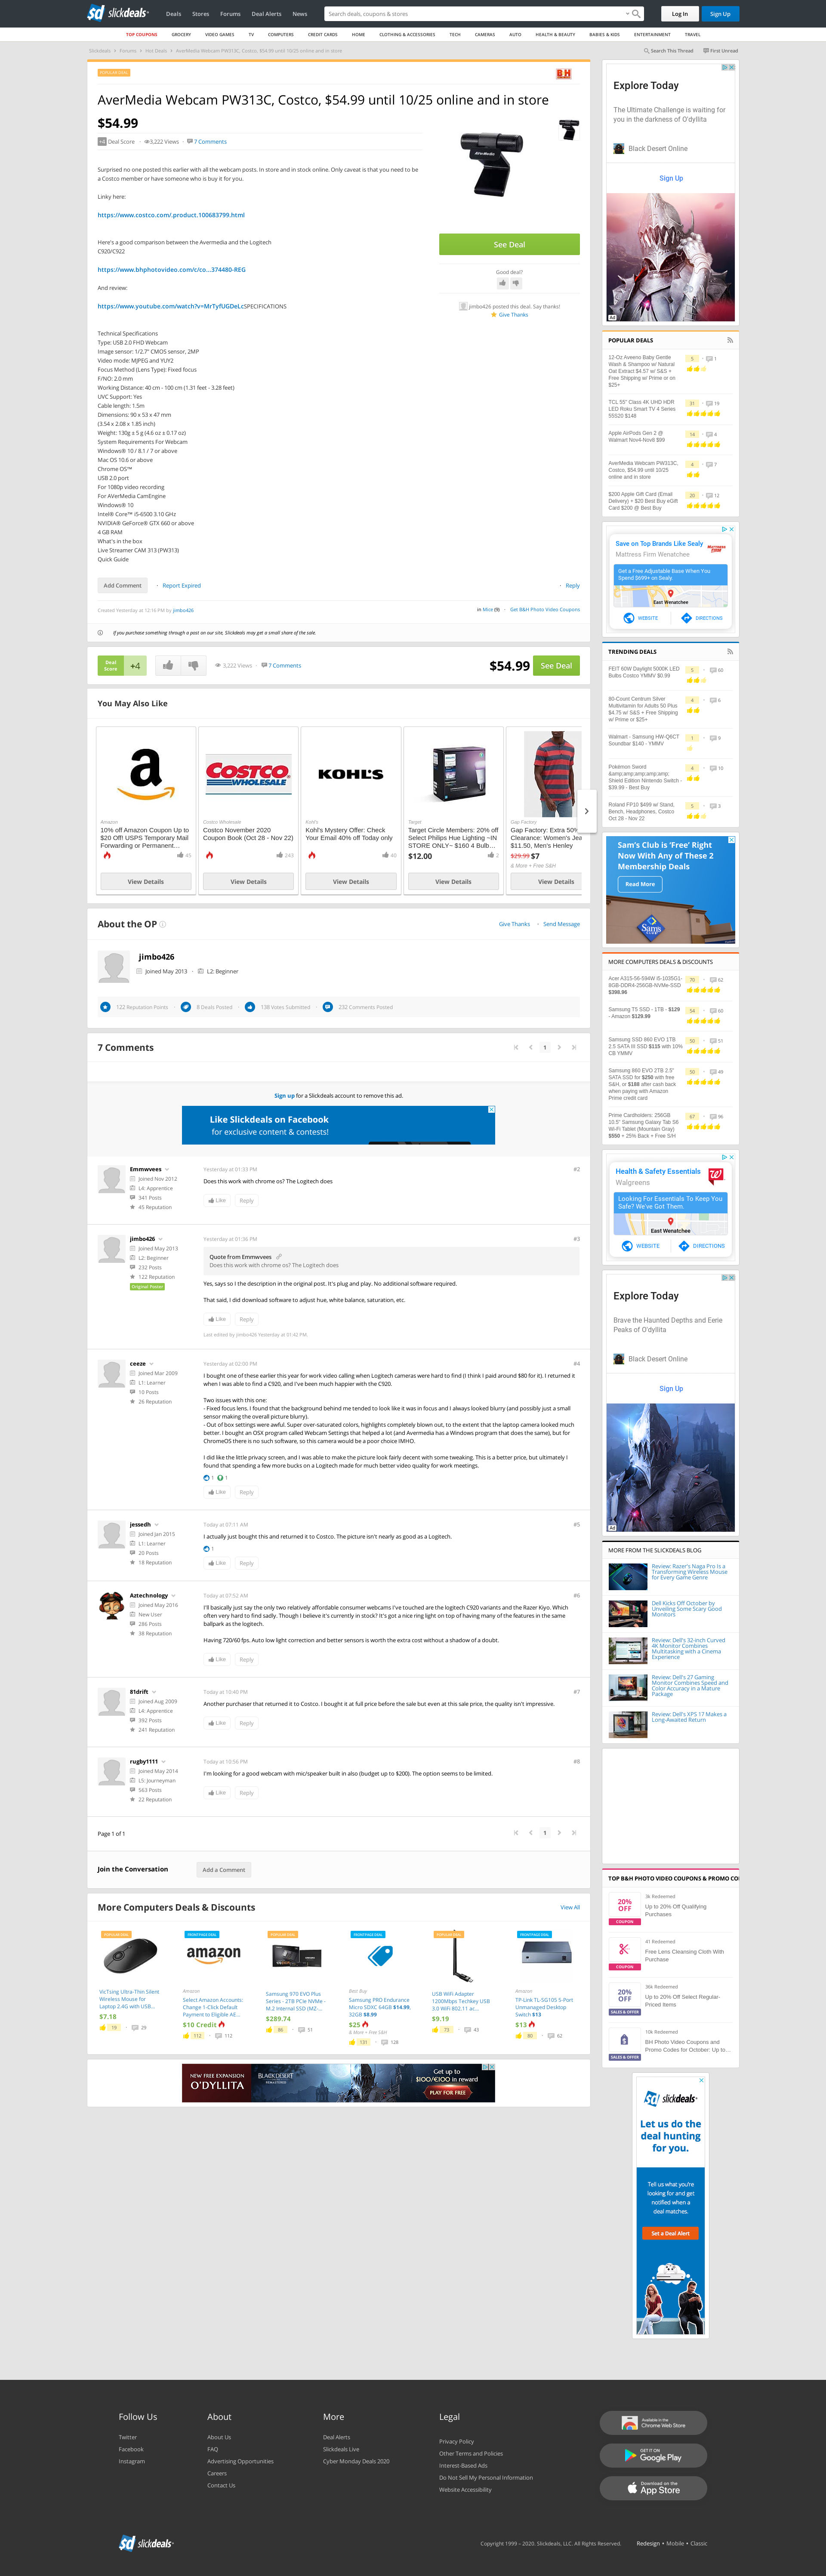 slickdeals
Deals Stores Forums Deal Alerts News
Search deals, coupons & stores
Log In Sign Up
TOP COUPONS GROCERY VIDEO GAMES TV COMPUTERS CREDIT CARDS HOME CLOTHING & ACCESSORIES TECH CAMERAS AUTO HEALTH & BEAUTY BABIES & KIDS ENTERTAINMENT TRAVEL
Slickdeals Forums Hot Deals AverMedia Webcam PW313C, Costco, $54.99 until 10/25 online and in store
Search This Thread First Unread
POPULAR DEAL
AverMedia Webcam PW313C, Costco, $54.99 until 10/25 online and in store
$54.99
+4 Deal Score 3,222 Views 7 Comments
Surprised no one posted this earlier with all the webcam posts. In store and in stock online. Only caveat is that you need to be
a Costco member or have someone who is buy it for you.
Linky here:
https://www.costco.com/.product.100683799.html
Here's a good comparison between the Avermedia and the Logitech
C920/C922
https://www.bhphotovideo.com/c/co...374480-REG
And review:
https://www.youtube.com/watch?v=MrTyfUGDeLcSPECIFICATIONS
Technical Specifications
Type: USB 2.0 FHD Webcam
Image sensor: 1/2.7" CMOS sensor, 2MP
Video mode: MJPEG and YUY2
Focus Method (Lens Type): Fixed focus
F/NO: 2.0 mm
Working Distance: 40 cm - 100 cm (1.31 feet - 3.28 feet)
UVC Support: Yes
Cable length: 1.5m
Dimensions: 90 x 53 x 47 mm
(3.54 x 2.08 x 1.85 inch)
Weight: 130g ± 5 g (4.6 oz ± 0.17 oz)
System Requirements For Webcam
Windows® 10 / 8.1 / 7 or above
Mac OS 10.6 or above
Chrome OS™
USB 2.0 port
For 1080p video recording
For AVerMedia CamEngine
Windows® 10
Intel® Core™ i5-6500 3.10 GHz
NVIDIA® GeForce® GTX 660 or above
4 GB RAM
What's in the box
Live Streamer CAM 313 (PW313)
Quick Guide
See Deal
Good deal?
jimbo426 posted this deal. Say thanks!
Give Thanks
Add Comment Report Expired Reply
Created Yesterday at 12:16 PM by jimbo426
in Mice (9) Get B&H Photo Video Coupons
If you purchase something through a post on our site, Slickdeals may get a small share of the sale.
Deal
Score +4 3,222 Views 7 Comments $54.99 See Deal
You May Also Like
Amazon
10% off Amazon Coupon Up to
$20 Off! USPS Temporary Mail
Forwarding or Permanent...
45
View Details
COSTCO
WHOLESALE
Costco Wholesale
Costco November 2020
Coupon Book (Oct 28 - Nov 22)
243
View Details
KOHL'S
Kohl's
Kohl's Mystery Offer: Check
Your Email 40% off Today only
40
View Details
Target
Target Circle Members: 20% off
Select Philips Hue Lighting ~IN
STORE ONLY~ $160 4 Bulb...
$12.00 2
View Details
Gap Factory
Gap Factory: Extra 50%
Clearance: Women's Jea
$11.50, Men's Henley
$29.99 $7
& More + Free S&H
View Details
About the OP
Give Thanks Send Message
jimbo426
Joined May 2013 L2: Beginner
122 Reputation Points 8 Deals Posted 138 Votes Submitted 232 Comments Posted
7 Comments
1
Sign up for a Slickdeals account to remove this ad.
Like Slickdeals on Facebook
for exclusive content & contests!
Emmwvees
Joined Nov 2012
L4: Apprentice
341 Posts
45 Reputation
Yesterday at 01:33 PM #2
Does this work with chrome os? The Logitech does
Like Reply
jimbo426
Joined May 2013
L2: Beginner
232 Posts
122 Reputation
Original Poster
Yesterday at 01:36 PM #3
Quote from Emmwvees
Does this work with chrome os? The Logitech does
Yes, says so I the description in the original post. It's plug and play. No additional software required.
That said, I did download software to adjust hue, white balance, saturation, etc.
Like Reply
Last edited by jimbo426 Yesterday at 01:42 PM.
ceeze
Joined Mar 2009
L1: Learner
10 Posts
26 Reputation
Yesterday at 02:00 PM #4
I bought one of these earlier this year for work video calling when Logitech cameras were hard to find (I think I paid around $80 for it). I returned it
when I was able to find a C920, and I've been much happier with the C920.
Two issues with this one:
- Fixed focus lens. I found that the background behind me tended to look like it was in focus and I always looked blurry (and possibly just a small
sensor making the overall picture blurry).
- Out of box settings were awful. Super over-saturated colors, highlights completely blown out, to the extent that the laptop camera looked much
better. I bought an OSX program called Webcam Settings that was able to make it look decent (and Avermedia has a Windows program that does the same), but for
ChromeOS there is no such software, so this camera would be a poor choice IMHO.
I did like the little privacy screen, and I was able to make the picture look fairly decent with some tweaking. This is a better price, but ultimately I
found that spending a few more bucks on a Logitech made for much better video quality for work meetings.
1 1
Like Reply
jessedh
Joined Jan 2015
L1: Learner
20 Posts
18 Reputation
Today at 07:11 AM #5
I actually just bought this and returned it to Costco. The picture isn't nearly as good as a Logitech.
1
Like Reply
Aztechnology
Joined May 2016
New User
286 Posts
38 Reputation
Today at 07:52 AM #6
I'll basically just say the only two relatively affordable consumer webcams I've touched are the logitech C920 variants and the Razer Kiyo. Which
often very hard to find sadly. Though I believe it's currently in stock? It's got a nice ring light on top of having many of the features in the same
ballpark as the logitech.
Having 720/60 fps. Auto low light correction and better sensors is worth the extra cost without a shadow of a doubt.
Like Reply
81drift
Joined Aug 2009
L4: Apprentice
392 Posts
241 Reputation
Today at 10:40 PM #7
Another purchaser that returned it to Costco. I bought it at full price before the sale but even at this sale price, the quality isn't impressive.
Like Reply
rugby1111
Joined May 2014
L5: Journeyman
563 Posts
22 Reputation
Today at 10:56 PM #8
I'm looking for a good webcam with mic/speaker built in also (budget up to $200). The option seems to be limited.
Like Reply
Page 1 of 1 1
Join the Conversation Add a Comment
More Computers Deals & Discounts View All
POPULAR DEAL
VicTsing Ultra-Thin Silent
Wireless Mouse for
Laptop 2.4G with USB...
$7.18
19 29
FRONTPAGE DEAL
amazon
Amazon
Select Amazon Accounts:
Change 1-Click Default
Payment to Eligible AE...
$10 Credit
112 112
POPULAR DEAL
Samsung 970 EVO Plus
Series - 2TB PCIe NVMe -
M.2 Internal SSD (MZ-...
$289.74
86 51
FRONTPAGE DEAL
Best Buy
Samsung PRO Endurance
Micro SDXC 64GB $14.99,
32GB $8.99
$25
& More + Free S&H
131 128
POPULAR DEAL
USB WiFi Adapter
1200Mbps Techkey USB
3.0 WiFi 802.11 ac...
$9.19
73 43
FRONTPAGE DEAL
Amazon
TP-Link TL-SG105 5-Port
Unmanaged Desktop
Switch $13
$13
80 62
NEW FREE EXPANSION
O'DYLLITA
BLACK DESERT
Get up to
$100/100%
in rewards!
PLAY FOR FREE
Explore Today
The Ultimate Challenge is waiting for
you in the darkness of O'dyllita
Black Desert Online
Sign Up
Ad
POPULAR DEALS
12-Oz Aveeno Baby Gentle
Wash & Shampoo w/ Natural
Oat Extract $4.57 w/ S&S +
Free Shipping w/ Prime or on
$25+
5 1
TCL 55" Class 4K UHD HDR
LED Roku Smart TV 4 Series
55S20 $148
31 19
Apple AirPods Gen 2 @
Walmart Nov4-Nov8 $99
14 4
AverMedia Webcam PW313C,
Costco, $54.99 until 10/25
online and in store
4 7
$200 Apple Gift Card (Email
Delivery) + $20 Best Buy eGift
Card $200 @ Best Buy
20 12
Save on Top Brands Like Sealy
Mattress Firm Wenatchee
Get a Free Adjustable Base When You
Spend $699+ on Sealy.
East Wenatchee
WEBSITE DIRECTIONS
TRENDING DEALS
FEIT 60W Daylight 5000K LED
Bulbs Costco YMMV $0.99
5 60
80-Count Centrum Silver
Multivitamin for Adults 50 Plus
$4.75 w/ S&S + Free Shipping
w/ Prime or $25+
4 6
Walmart - Samsung HW-Q6CT
Soundbar $140 - YMMV
1 9
Pokémon Sword
&amp;amp;amp;amp;amp;
Shield Edition Nintendo Switch -
$39.99 - Best Buy
4 10
Roland FP10 $499 w/ Stand,
Bench, Headphones, Costco
Oct 28 - Nov 22
5 3
Sam's Club is 'Free' Right
Now With Any of These 2
Membership Deals
Read More
Sams
MORE COMPUTERS DEALS & DISCOUNTS
Acer A315-56-594W i5-1035G1-
8GB-DDR4-256GB-NVMe-SSD
$398.96
70 62
Samsung T5 SSD - 1TB - $129
- Amazon $129.99
54 60
Samsung SSD 860 EVO 1TB
2.5 SATA III SSD $115 with 10%
CB YMMV
50 51
Samsung 860 EVO 2TB 2.5"
SATA SSD for $250 with free
S&H, or $188 after cash back
when paying with Amazon
Prime credit card
50 49
Prime Cardholders: 256GB
10.5" Samsung Galaxy Tab S6
Wi-Fi Tablet (Mountain Gray)
$550 + 25% Back + Free S/H
67 96
Health & Safety Essentials
Walgreens
Looking For Essentials To Keep You
Safe? We've Got Them.
East Wenatchee
WEBSITE DIRECTIONS
Explore Today
Brave the Haunted Depths and Eerie
Peaks of O'dyllita
Black Desert Online
Sign Up
Ad
MORE FROM THE SLICKDEALS BLOG
Review: Razer's Naga Pro Is a
Transforming Wireless Mouse
for Every Game Genre
Dell Kicks Off October by
Unveiling Some Scary Good
Monitors
Review: Dell's 32-inch Curved
4K Monitor Combines
Multitasking with a Cinema
Experience
Review: Dell's 27 Gaming
Monitor Combines Speed and
Color Accuracy in a Mature
Package
Review: Dell's XPS 17 Makes a
Long-Awaited Return
TOP B&H PHOTO VIDEO COUPONS & PROMO CO
20%
OFF
COUPON
3k Redeemed
Up to 20% Off Qualifying
Purchases
COUPON
41 Redeemed
Free Lens Cleansing Cloth With
Purchase
20%
OFF
SALES & OFFER
36k Redeemed
Up to 20% Off Select Regular-
Priced Items
SALES & OFFER
10k Redeemed
BH Photo Video Coupons and
Promo Codes for October: Up to...
slickdeals
Let us do the
deal hunting
for you.
Tell us what you're
looking for and get
notified when a
deal matches.
Set a Deal Alert
Follow Us
Twitter
Facebook
Instagram
About
About Us
FAQ
Advertising Opportunities
Careers
Contact Us
More
Deal Alerts
Slickdeals Live
Cyber Monday Deals 2020
Legal
Privacy Policy
Other Terms and Policies
Interest-Based Ads
Do Not Sell My Personal Information
Website Accessibility
Available in the
Chrome Web Store
GET IT ON
Google Play
Download on the
App Store
slickdeals
Copyright 1999 – 2020. Slickdeals, LLC. All Rights Reserved. Redesign • Mobile • Classic